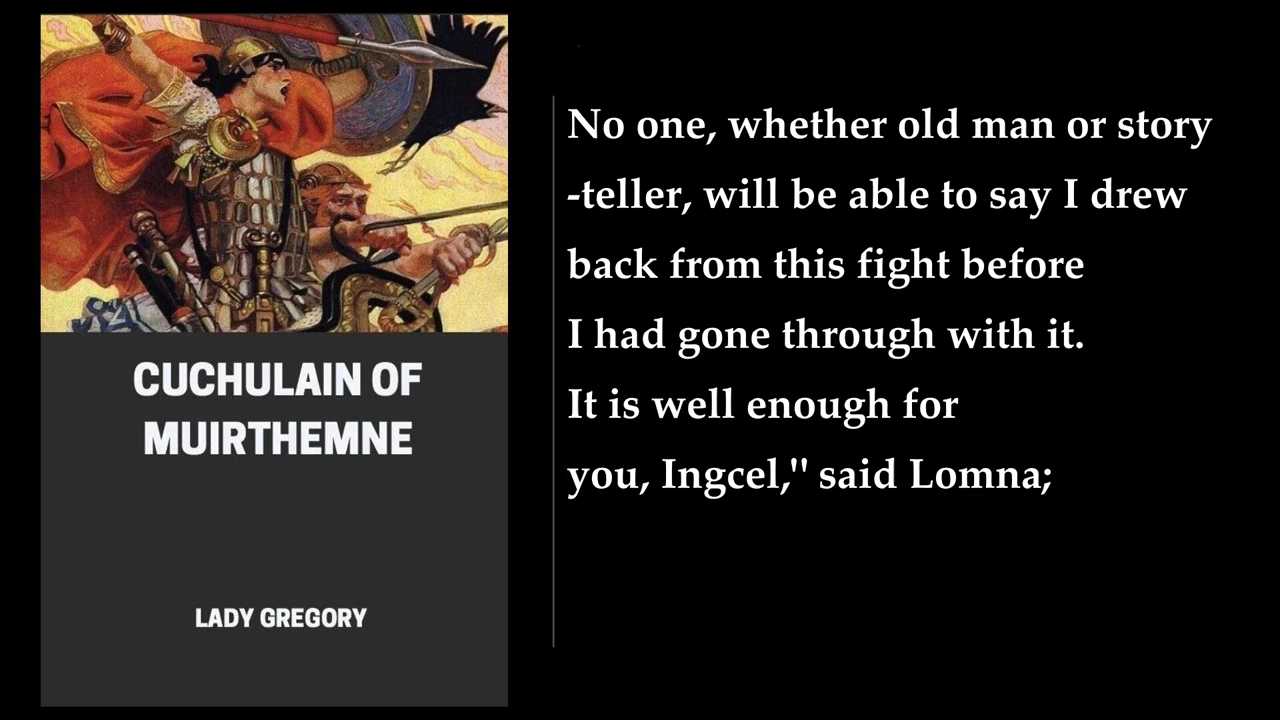 CUCHULAIN OF
MUIRTHEMNE
LADY GREGORY
No one, whether old man or story
-teller, will be able to say I drew
back from this fight before
I had gone through with it.
It is well enough for
you, Ingcel," said Lomna;